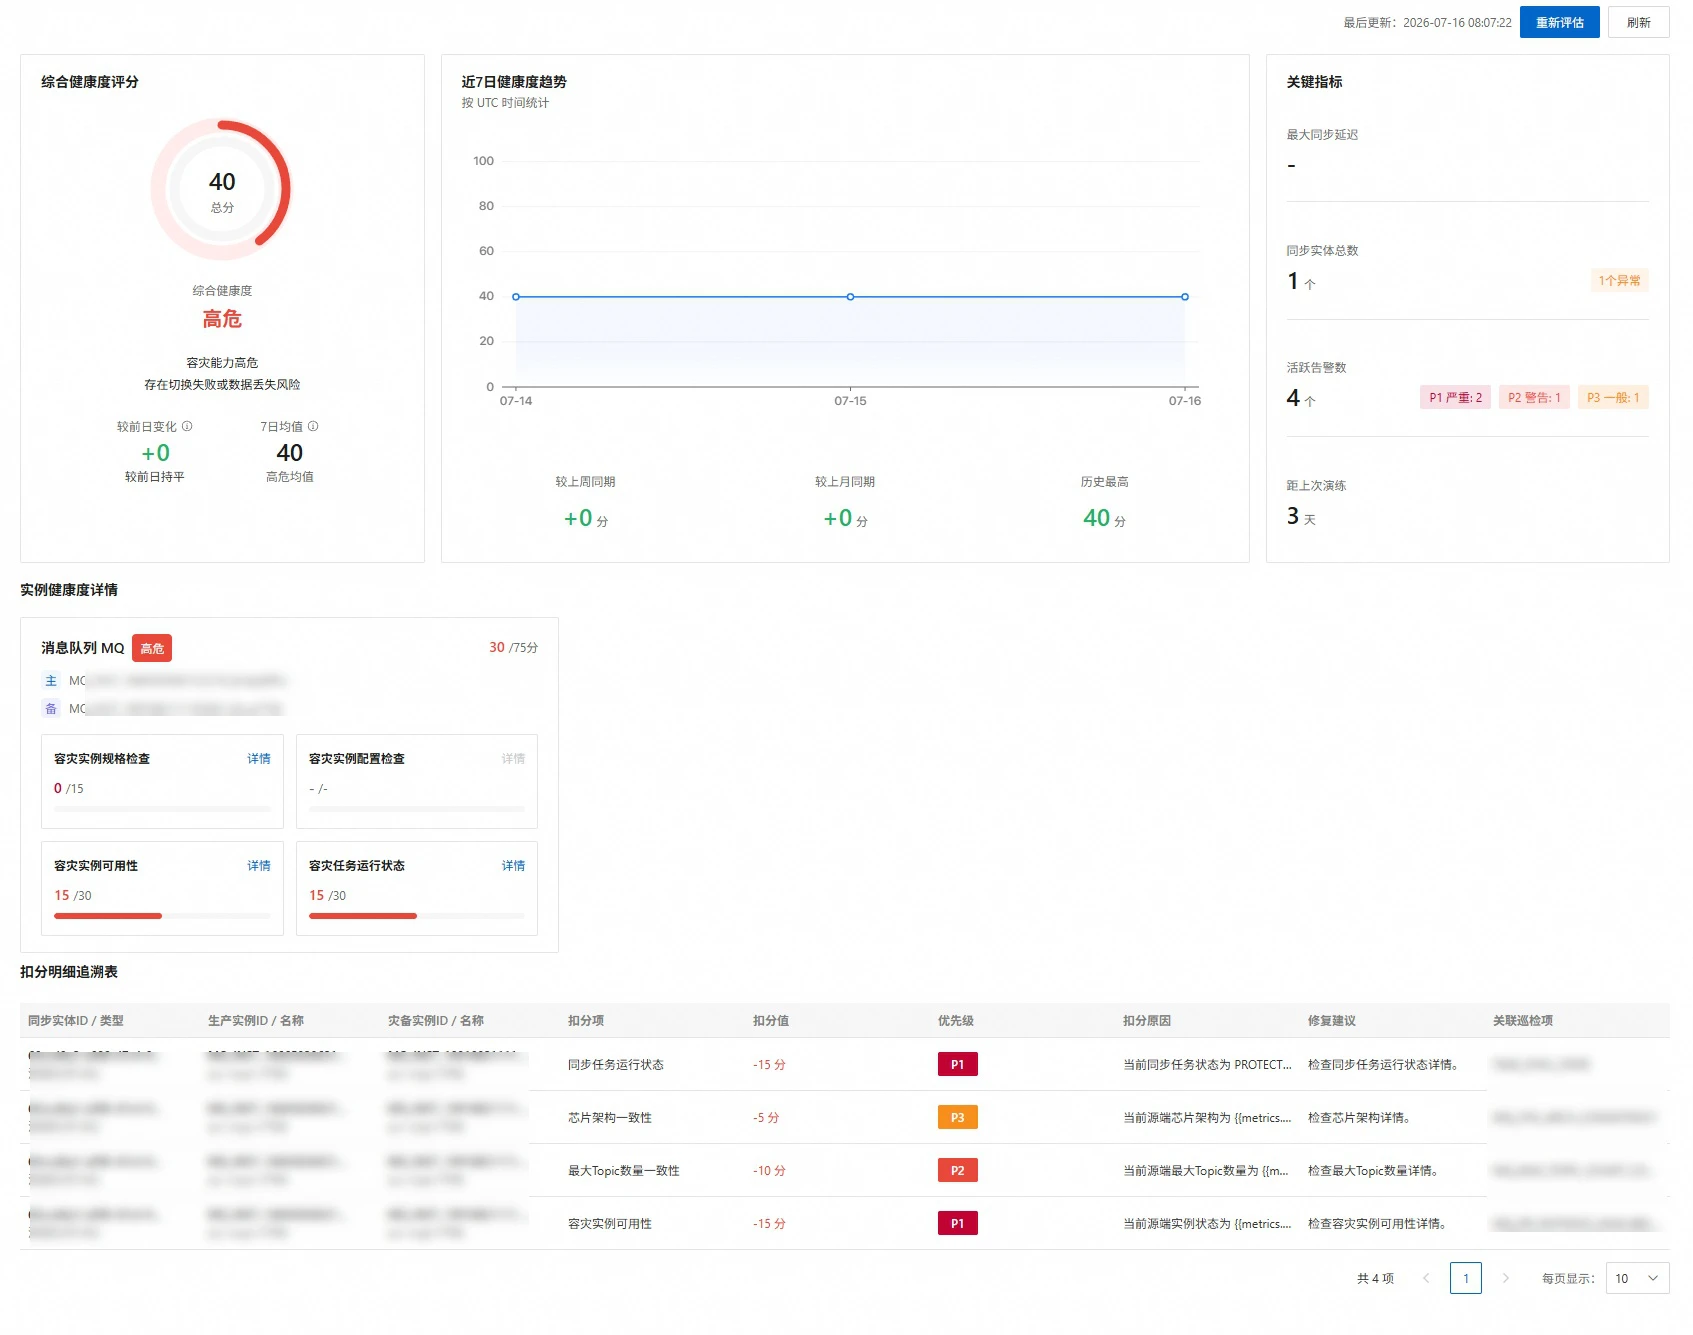 最后更新：2026-07-16 08:07:22
重新评估
刷新
综合健康度评分
40
总分
综合健康度
高危
容灾能力高危
存在切换失败或数据丢失风险
较前日变化
+0
较前日持平
7日均值
40
高危均值
近7日健康度趋势
按 UTC 时间统计
100
80
60
40
20
0
07-14
07-15
07-16
较上周同期
+0 分
较上月同期
+0 分
历史最高
40 分
关键指标
最大同步延迟
-
同步实体总数
1 个
1个异常
活跃告警数
4 个
P1 严重: 2
P2 警告: 1
P3 一般: 1
距上次演练
3 天
实例健康度详情
消息队列 MQ 高危
30 /75分
主
备
容灾实例规格检查 详情
0 /15
容灾实例配置检查 详情
- /-
容灾实例可用性 详情
15 /30
容灾任务运行状态 详情
15 /30
扣分明细追溯表
同步实体ID / 类型 生产实例ID / 名称 灾备实例ID / 名称 扣分项 扣分值 优先级 扣分原因 修复建议 关联巡检项
同步任务运行状态 -15 分 P1 当前同步任务状态为 PROTECT... 检查同步任务运行状态详情。
芯片架构一致性 -5 分 P3 当前源端芯片架构为 {{metrics.... 检查芯片架构详情。
最大Topic数量一致性 -10 分 P2 当前源端最大Topic数量为 {{m... 检查最大Topic数量详情。
容灾实例可用性 -15 分 P1 当前源端实例状态为 {{metrics.... 检查容灾实例可用性详情。
共 4 项 1 每页显示： 10